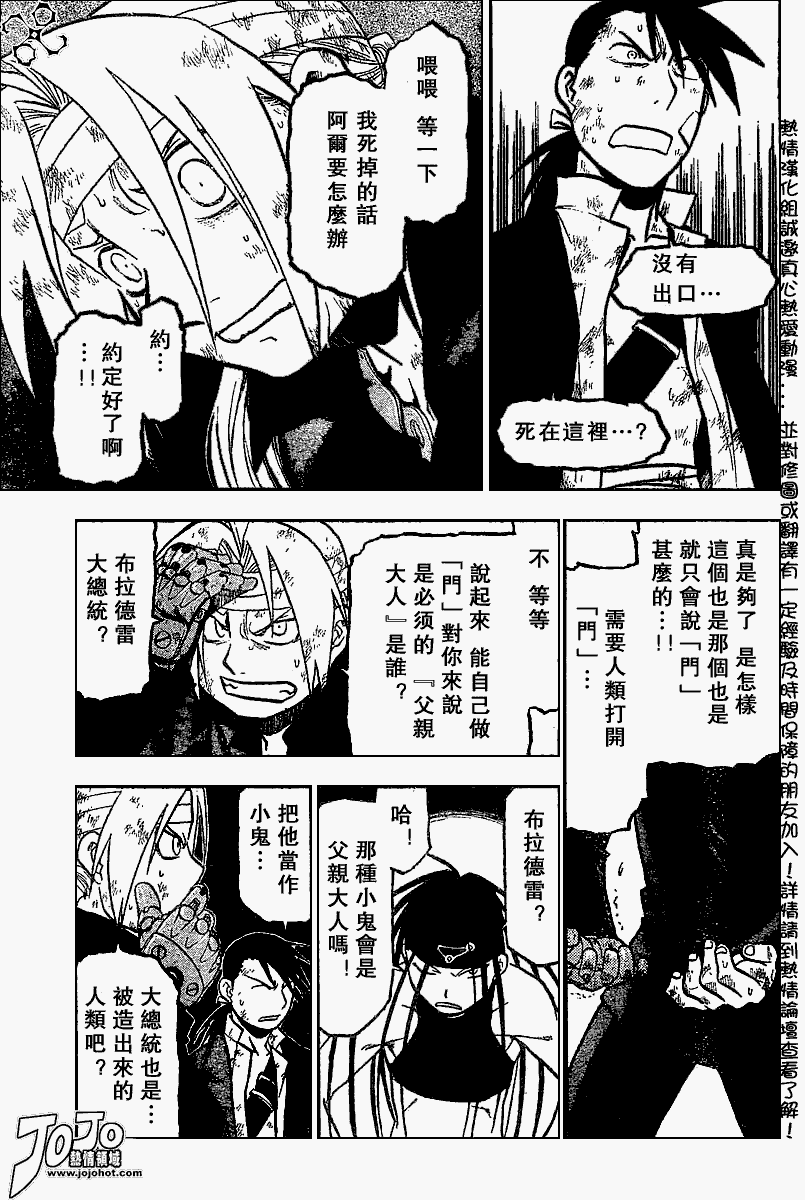 沒有
出口…
死在這裡…?
喂喂 等一下
我死掉的話
阿爾要怎麼辦
約…
約定好了啊
…!!
真是夠了 是怎樣
這個也是那個也是
就只會說「門」
甚麼的…!!
需要人類打開
「門」…
不 等等
說起來 能自己做
「門」對你來說
是必须的『父親
大人』是誰?
布拉德雷
大總統?
布拉德雷?
哈!
那種小鬼會是
父親大人嗎!
把他當作
小鬼…
大總統也是…
被造出來的
人類吧?
熱情漢化組誠邀真心熱愛動漫… 並對修圖或翻譯有一定經驗及時間保障的朋友加入!詳情請到熱情論壇查看了解!
JoJo
熱情領域
www.jojohot.com